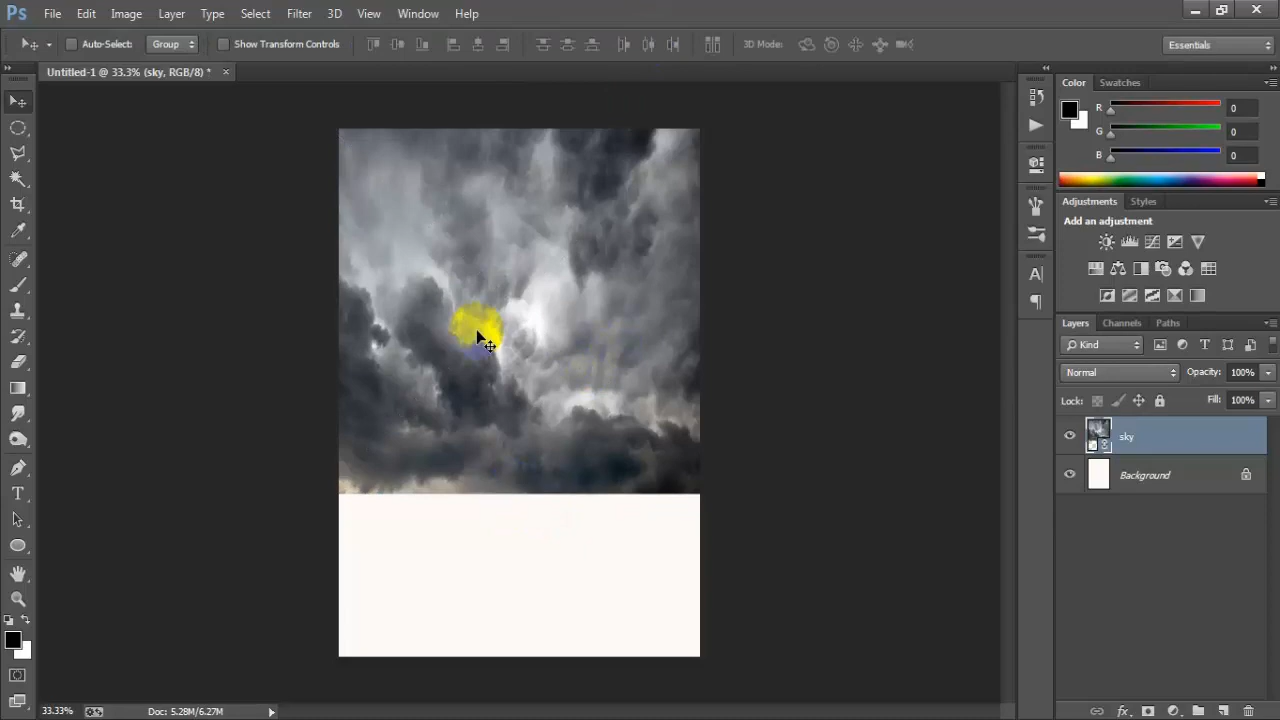 Ps File Edit Image Layer Type Select Filter 3D View Window Help
Auto-Select: Group Show Transform Controls 3D Mode: Essentials
Untitled-1 @ 33.3% (sky, RGB/8) * ×
Color Swatches
R 0
G 0
B 0
Adjustments Styles
Add an adjustment
Layers Channels Paths
Kind
Normal Opacity: 100%
Lock: Fill: 100%
sky
Background
33.33% Doc: 5.28M/6.27M